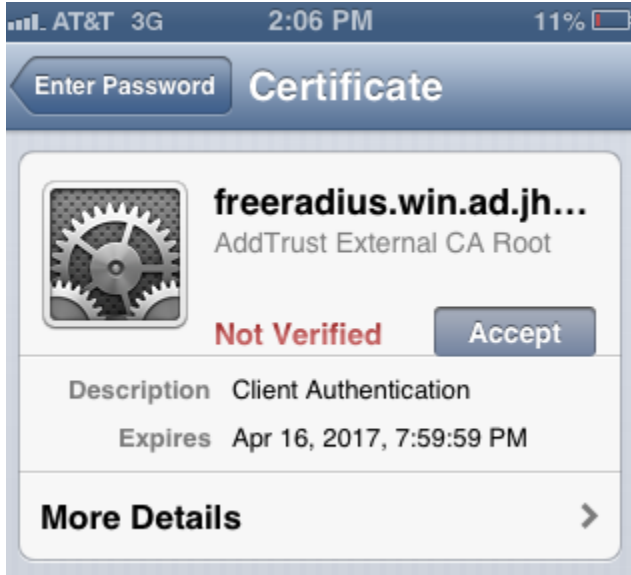 AT&T 3G 2:06 PM 11%
Enter Password Certificate
freeradius.win.ad.jh...
AddTrust External CA Root
Not Verified Accept
Description Client Authentication
Expires Apr 16, 2017, 7:59:59 PM
More Details